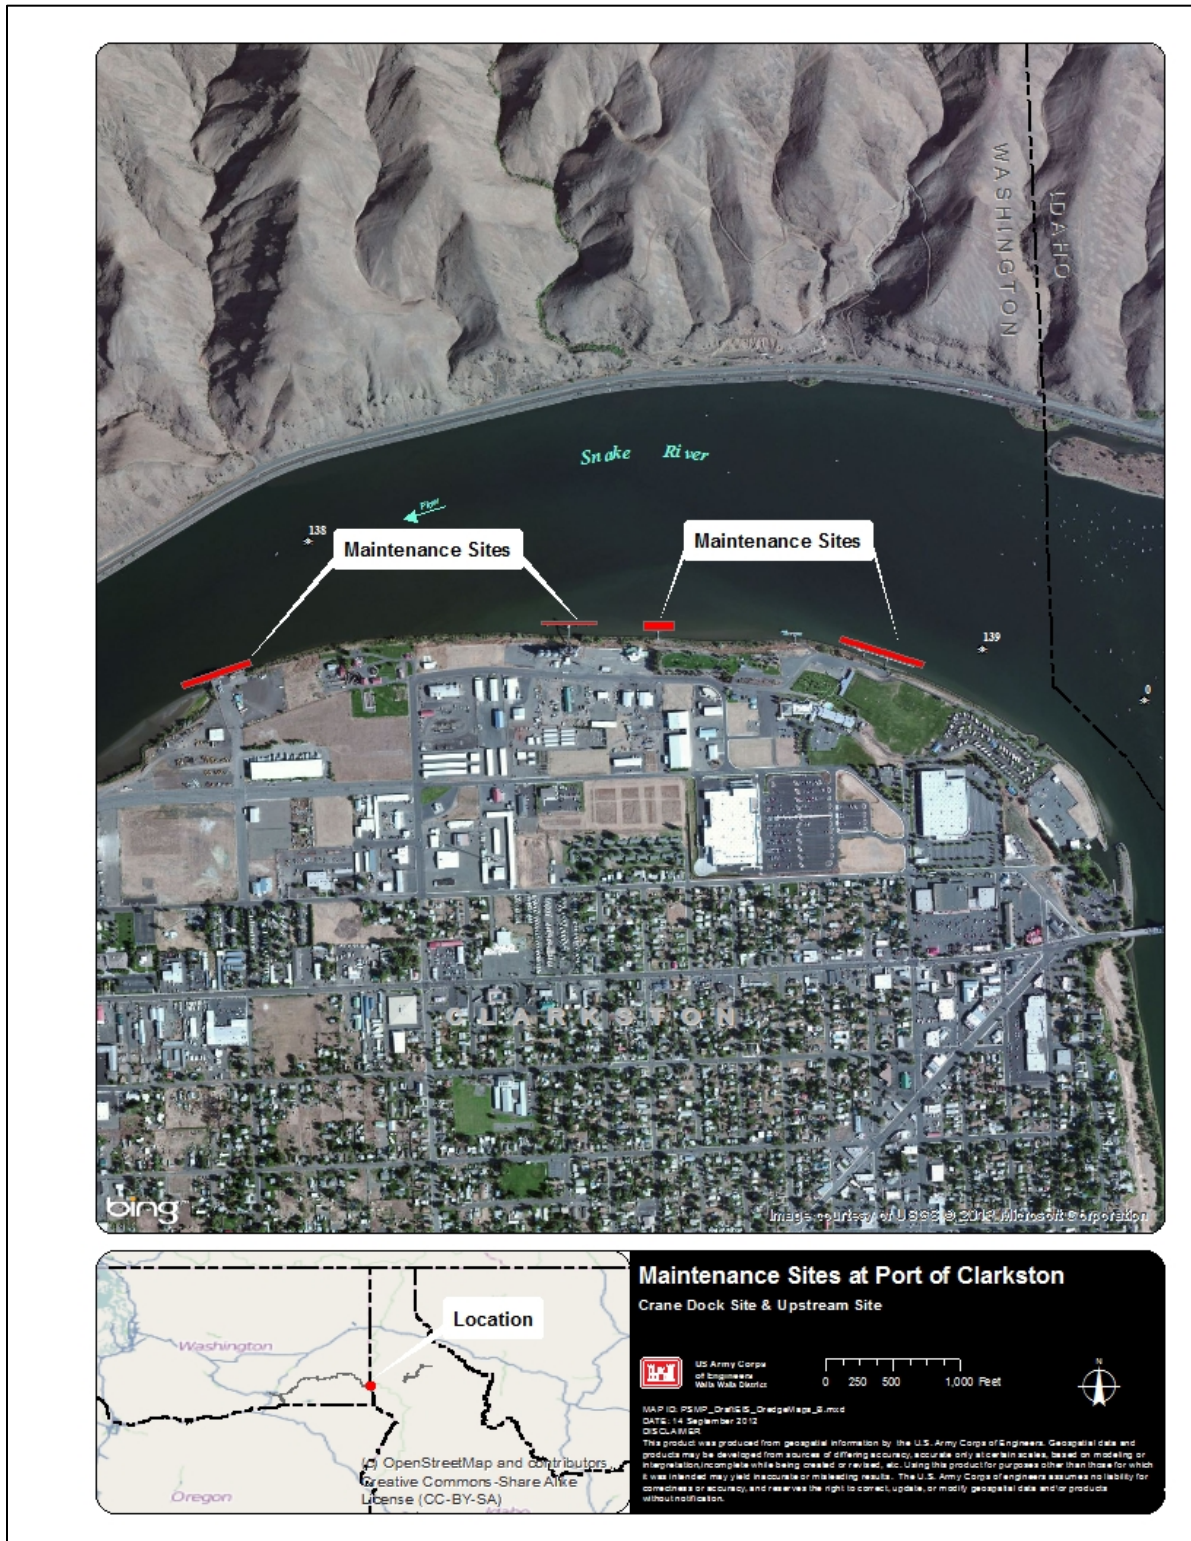 WASHINGTON
IDAHO
Snake River
Flow
138
Maintenance Sites
Maintenance Sites
139
0
CLARKSTON
bing
Image courtesy of USGS © 2012 Microsoft Corporation
Location
Washington
Oregon
Idaho
(c) OpenStreetMap and contributors,
Creative Commons-Share Alike
License (CC-BY-SA)
Maintenance Sites at Port of Clarkston
Crane Dock Site & Upstream Site
US Army Corps
of Engineers
Walla Walla District
0 250 500 1,000 Feet
N
MAP ID: PSMP_DraftEIS_DredgeMaps_B.mxd
DATE: 14 September 2012
DISCLAIMER
This product was produced from geospatial information by the U.S. Army Corps of Engineers. Geospatial data and
products may be developed from sources of differing accuracy, accurate only at certain scales, based on modeling or
interpretation, incomplete while being created or revised, etc. Using this product for purposes other than those for which
it was intended may yield inaccurate or misleading results. The U.S. Army Corps of engineers assumes no liability for
correctness or accuracy, and reserves the right to correct, update, or modify geospatial data and/or products
without notification.